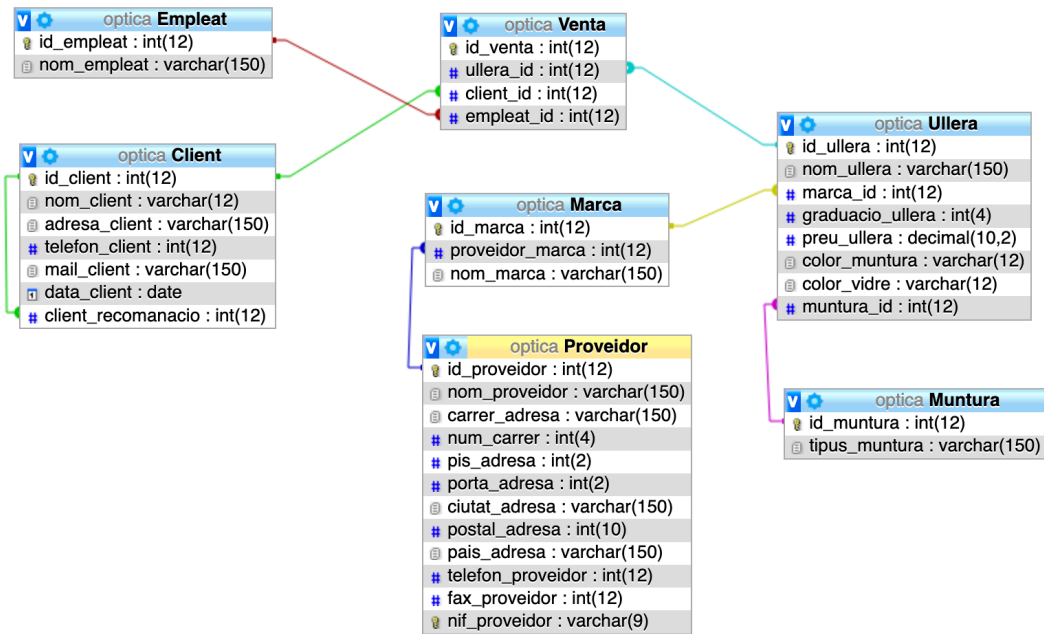 optica Empleat
id_empleat : int(12)
nom_empleat : varchar(150)
optica Venta
id_venta : int(12)
ullera_id : int(12)
client_id : int(12)
empleat_id : int(12)
optica Ullera
id_ullera : int(12)
nom_ullera : varchar(150)
marca_id : int(12)
graduacio_ullera : int(4)
preu_ullera : decimal(10,2)
color_muntura : varchar(12)
color_vidre : varchar(12)
muntura_id : int(12)
optica Client
id_client : int(12)
nom_client : varchar(12)
adresa_client : varchar(150)
telefon_client : int(12)
mail_client : varchar(150)
data_client : date
client_recomanacio : int(12)
optica Marca
id_marca : int(12)
proveidor_marca : int(12)
nom_marca : varchar(150)
optica Proveidor
id_proveidor : int(12)
nom_proveidor : varchar(150)
carrer_adresa : varchar(150)
num_carrer : int(4)
pis_adresa : int(2)
porta_adresa : int(2)
ciutat_adresa : varchar(150)
postal_adresa : int(10)
pais_adresa : varchar(150)
telefon_proveidor : int(12)
fax_proveidor : int(12)
nif_proveidor : varchar(9)
optica Muntura
id_muntura : int(12)
tipus_muntura : varchar(150)